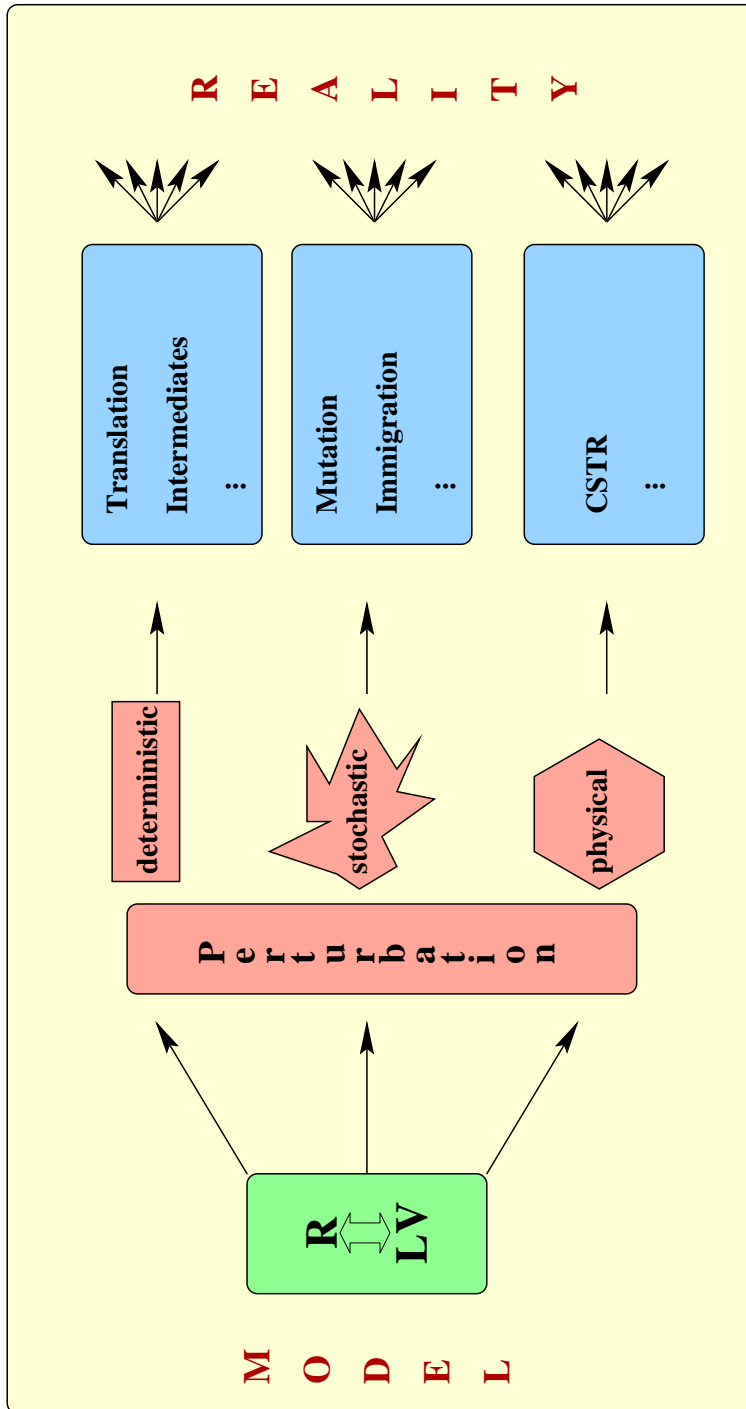 MODEL
R
LV
Perturbation
deterministic
stochastic
physical
Translation
Intermediates
...
Mutation
Immigration
...
CSTR
...
REALITY